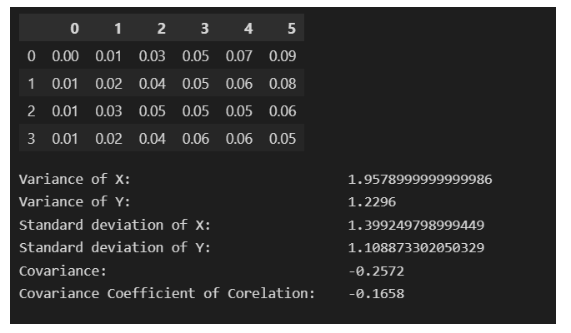 0 1 2 3 4 5
0 0.00 0.01 0.03 0.05 0.07 0.09
1 0.01 0.02 0.04 0.05 0.06 0.08
2 0.01 0.03 0.05 0.05 0.05 0.06
3 0.01 0.02 0.04 0.06 0.06 0.05
Variance of X: 1.9578999999999986
Variance of Y: 1.2296
Standard deviation of X: 1.399249798999449
Standard deviation of Y: 1.108873302050329
Covariance: -0.2572
Covariance Coefficient of Corelation: -0.1658